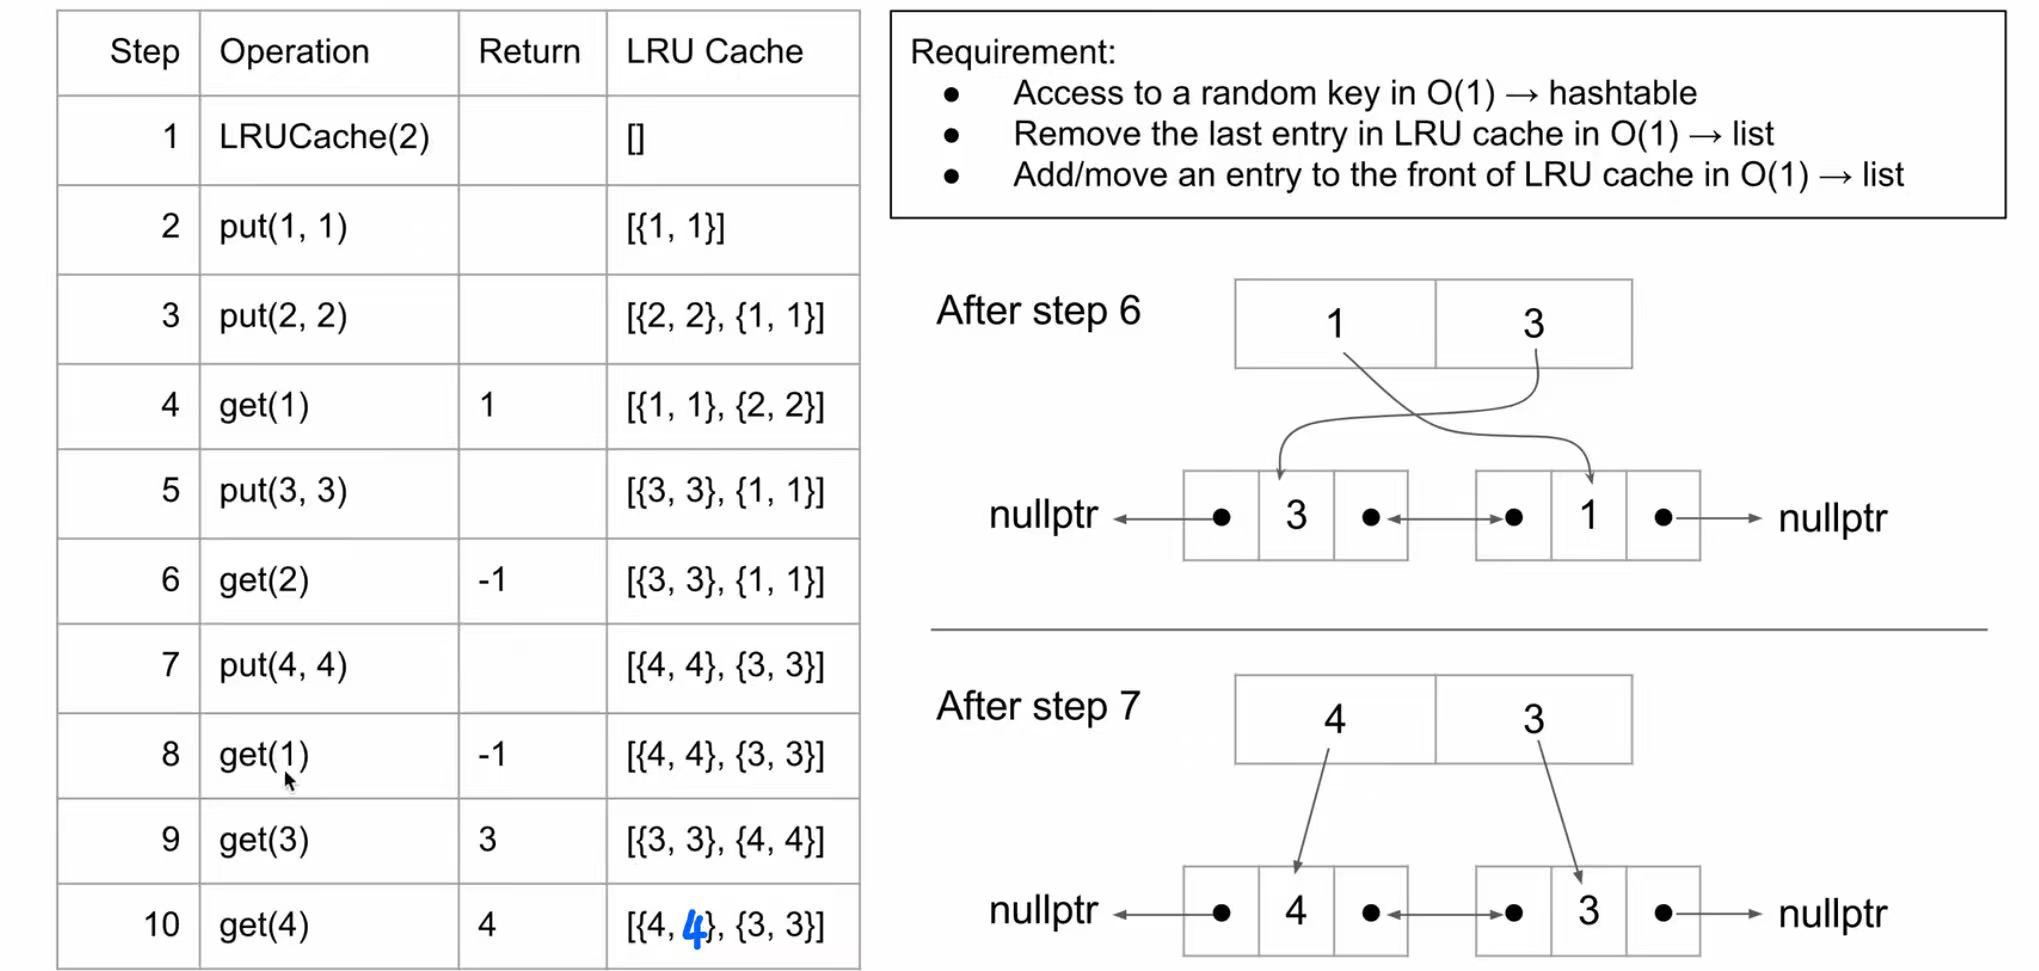 Step Operation Return LRU Cache
1 LRUCache(2) []
2 put(1, 1) [{1, 1}]
3 put(2, 2) [{2, 2}, {1, 1}]
4 get(1) 1 [{1, 1}, {2, 2}]
5 put(3, 3) [{3, 3}, {1, 1}]
6 get(2) -1 [{3, 3}, {1, 1}]
7 put(4, 4) [{4, 4}, {3, 3}]
8 get(1) -1 [{4, 4}, {3, 3}]
9 get(3) 3 [{3, 3}, {4, 4}]
10 get(4) 4 [{4, 4}, {3, 3}]
Requirement:
● Access to a random key in O(1) → hashtable
● Remove the last entry in LRU cache in O(1) → list
● Add/move an entry to the front of LRU cache in O(1) → list
After step 6
1 3
nullptr 3 1 nullptr
After step 7
4 3
nullptr 4 3 nullptr